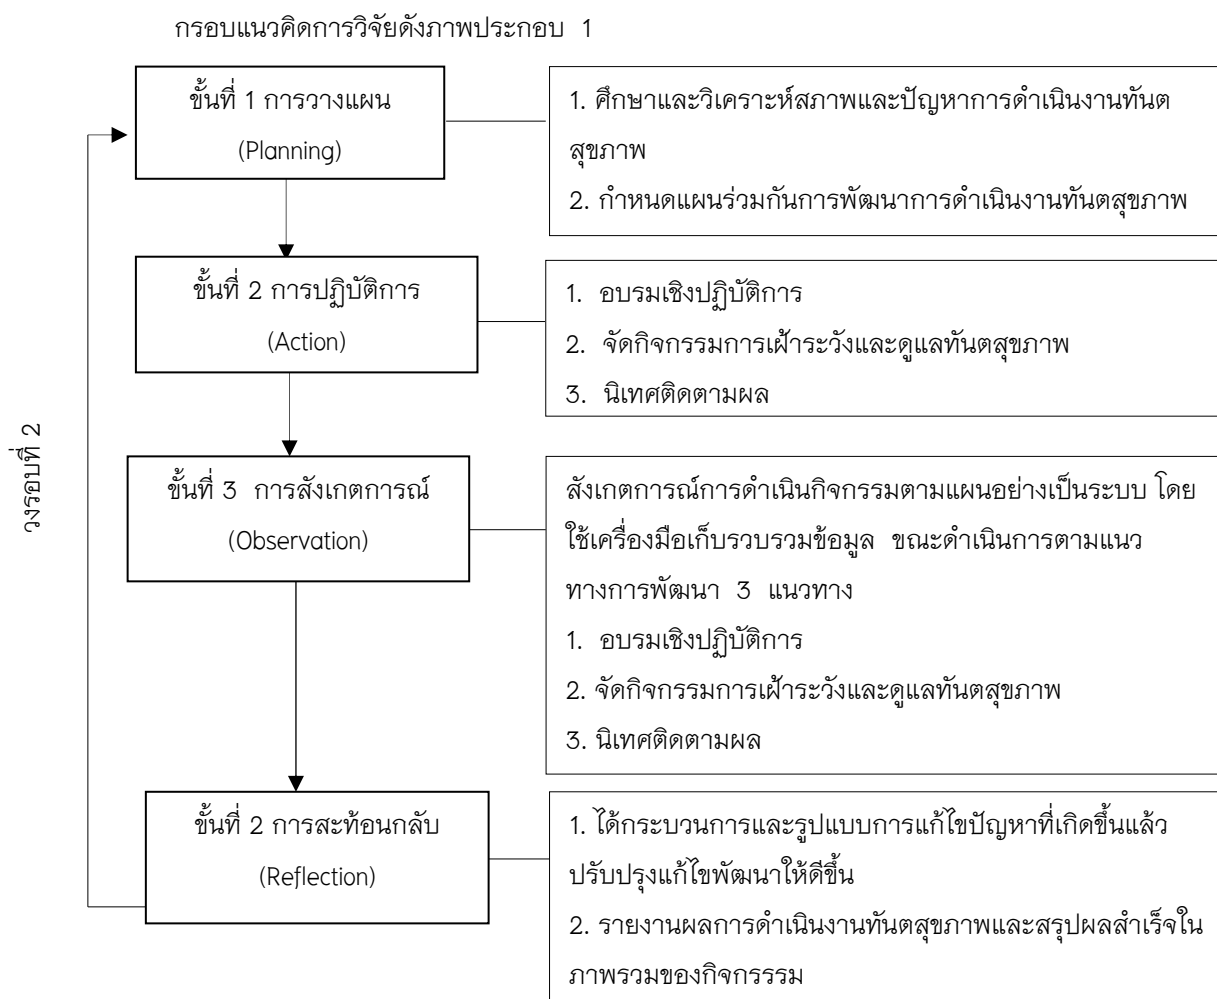 กรอบแนวคิดการวิจัยดังภาพประกอบ 1
ขั้นที่ 1 การวางแผน
(Planning)
1. ศึกษาและวิเคราะห์สภาพและปัญหาการดำเนินงานทันต
สุขภาพ
2. กำหนดแผนร่วมกันการพัฒนาการดำเนินงานทันตสุขภาพ
ขั้นที่ 2 การปฏิบัติการ
(Action)
1. อบรมเชิงปฏิบัติการ
2. จัดกิจกรรมการเฝ้าระวังและดูแลทันตสุขภาพ
3. นิเทศติดตามผล
วงรอบที่ 2
ขั้นที่ 3 การสังเกตการณ์
(Observation)
สังเกตการณ์การดำเนินกิจกรรมตามแผนอย่างเป็นระบบ โดย
ใช้เครื่องมือเก็บรวบรวมข้อมูล ขณะดำเนินการตามแนว
ทางการพัฒนา 3 แนวทาง
1. อบรมเชิงปฏิบัติการ
2. จัดกิจกรรมการเฝ้าระวังและดูแลทันตสุขภาพ
3. นิเทศติดตามผล
ขั้นที่ 2 การสะท้อนกลับ
(Reflection)
1. ได้กระบวนการและรูปแบบการแก้ไขปัญหาที่เกิดขึ้นแล้ว
ปรับปรุงแก้ไขพัฒนาให้ดีขึ้น
2. รายงานผลการดำเนินงานทันตสุขภาพและสรุปผลสำเร็จใน
ภาพรวมของกิจกรรรม